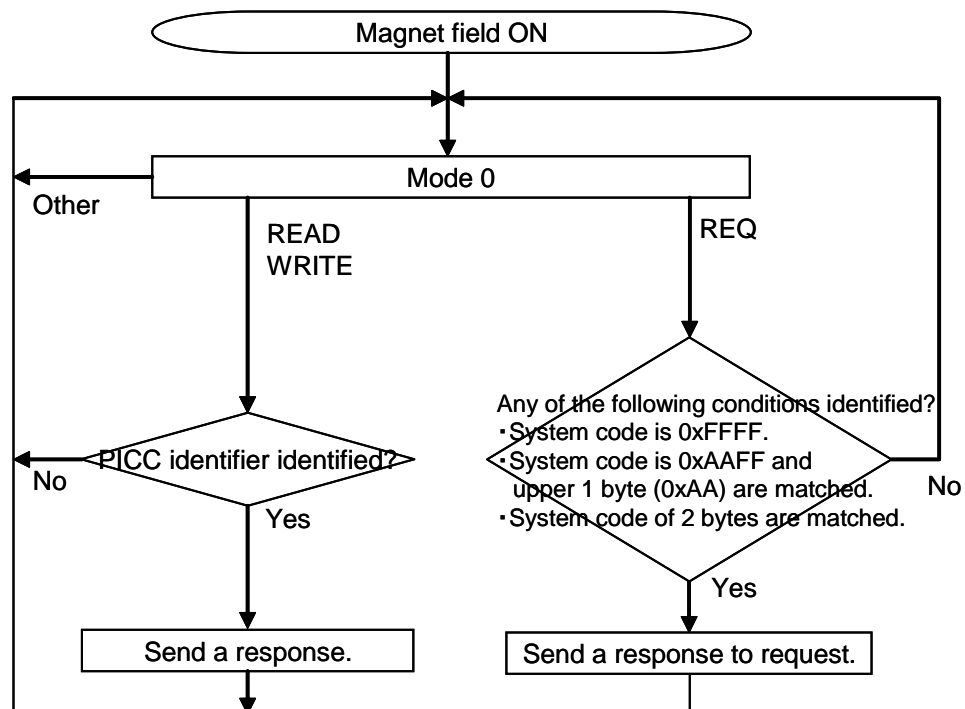 Magnet field ON
Mode 0
Other
READ
WRITE
REQ
Any of the following conditions identified?
・System code is 0xFFFF.
・System code is 0xAAFF and
upper 1 byte (0xAA) are matched.
・System code of 2 bytes are matched.
PICC identifier identified?
No
No
Yes
Yes
Send a response.
Send a response to request.